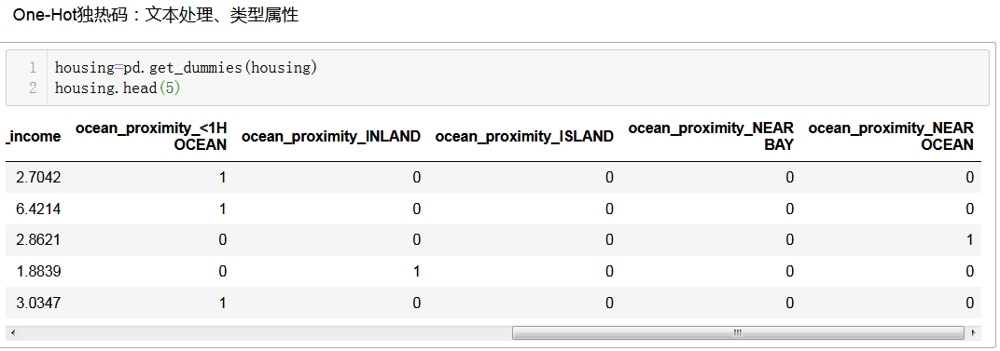 One-Hot独热码：文本处理、类型属性
1 housing=pd.get_dummies(housing)
2 housing.head(5)
_income ocean_proximity_<1H OCEAN ocean_proximity_INLAND ocean_proximity_ISLAND ocean_proximity_NEAR BAY ocean_proximity_NEAR OCEAN
2.7042 1 0 0 0 0
6.4214 1 0 0 0 0
2.8621 0 0 0 0 1
1.8839 0 1 0 0 0
3.0347 1 0 0 0 0